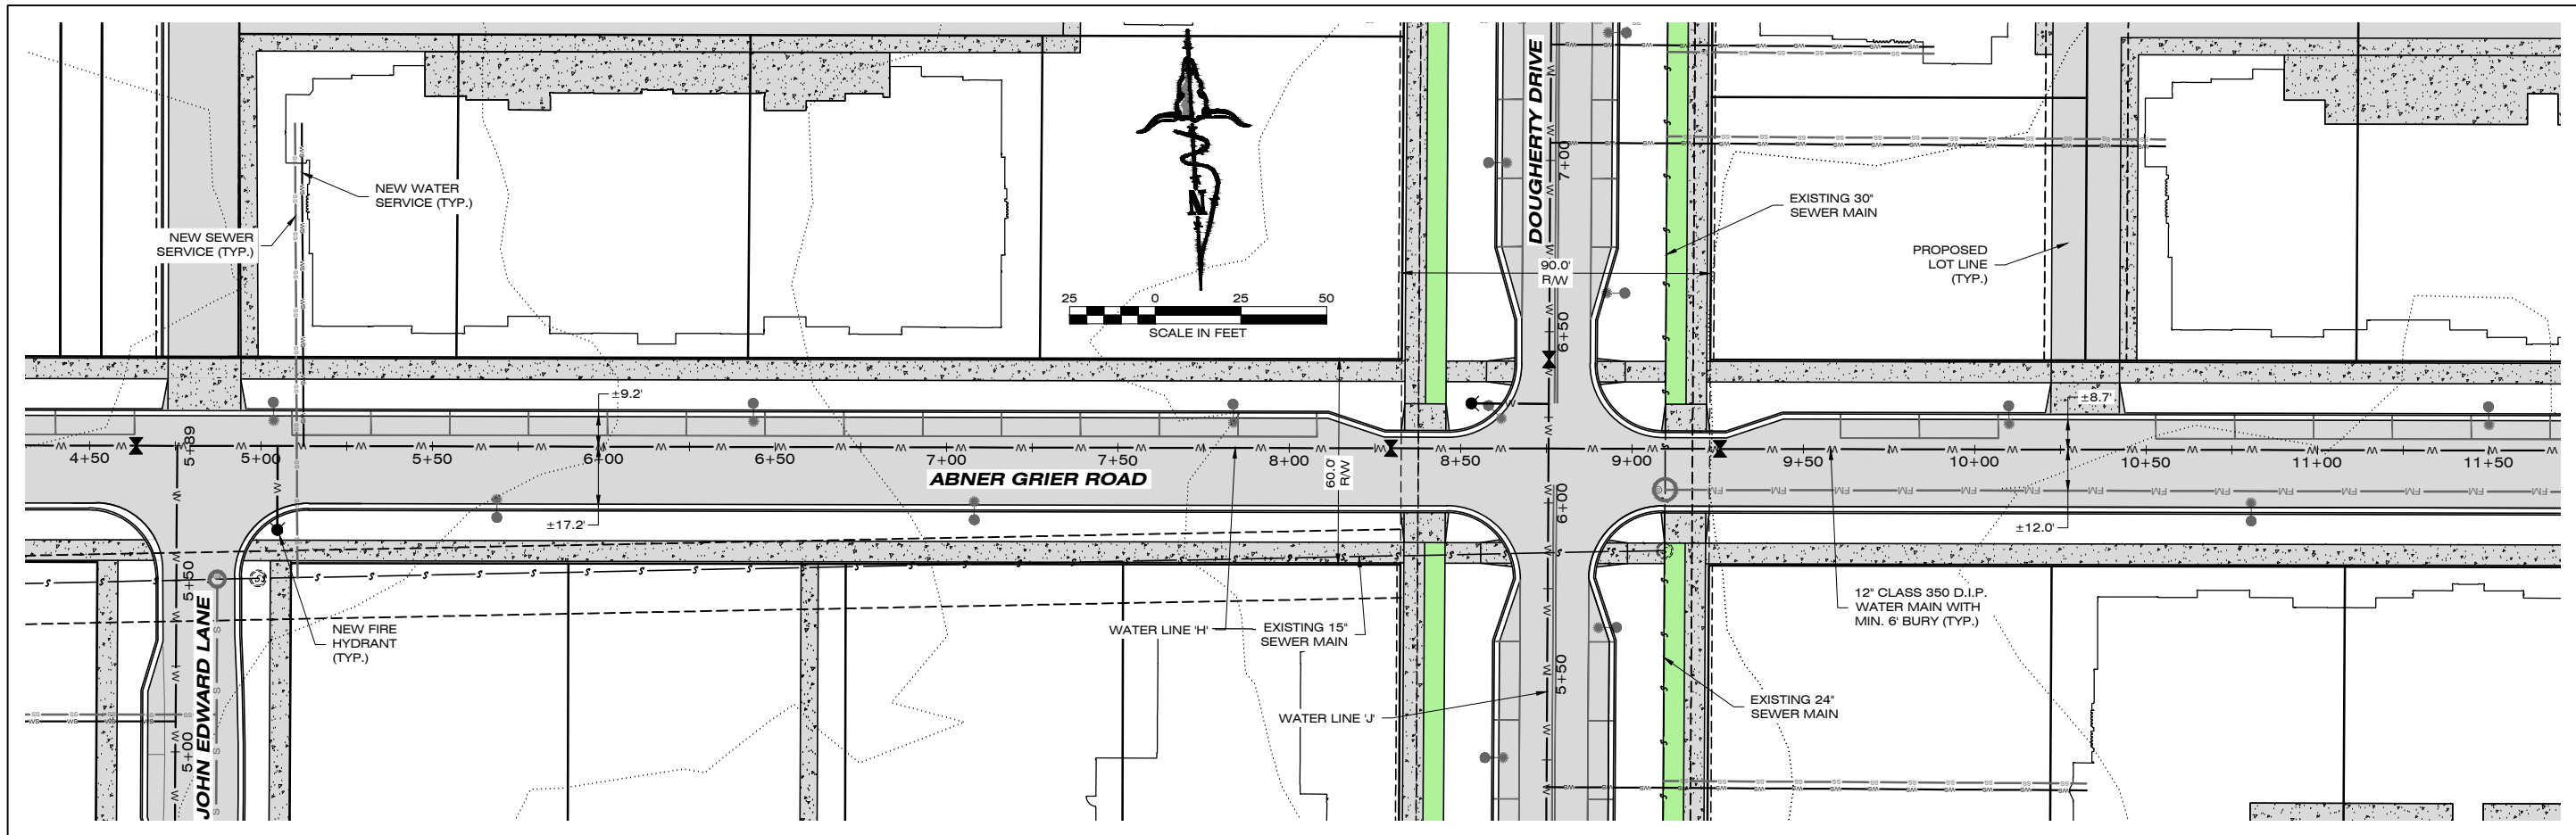 DOUGHERTY DRIVE
7+00
NEW WATER
SERVICE (TYP.)
N
EXISTING 30"
SEWER MAIN
NEW SEWER
SERVICE (TYP.)
PROPOSED
LOT LINE
(TYP.)
90.0'
R/W
25 0 25 50
SCALE IN FEET
6+50
±9.2'
±8.7'
5+89
4+50 5+00 5+50 6+00 6+50 7+00 7+50 8+00 8+50 9+00 9+50 10+00 10+50 11+00 11+50
60.0'
R/W
ABNER GRIER ROAD
6+00
±17.2'
±12.0'
5+50
12" CLASS 350 D.I.P.
WATER MAIN WITH
MIN. 6' BURY (TYP.)
NEW FIRE
HYDRANT
(TYP.)
WATER LINE 'H'
EXISTING 15"
SEWER MAIN
5+50
EXISTING 24"
SEWER MAIN
WATER LINE 'J'
5+00
JOHN EDWARD LANE